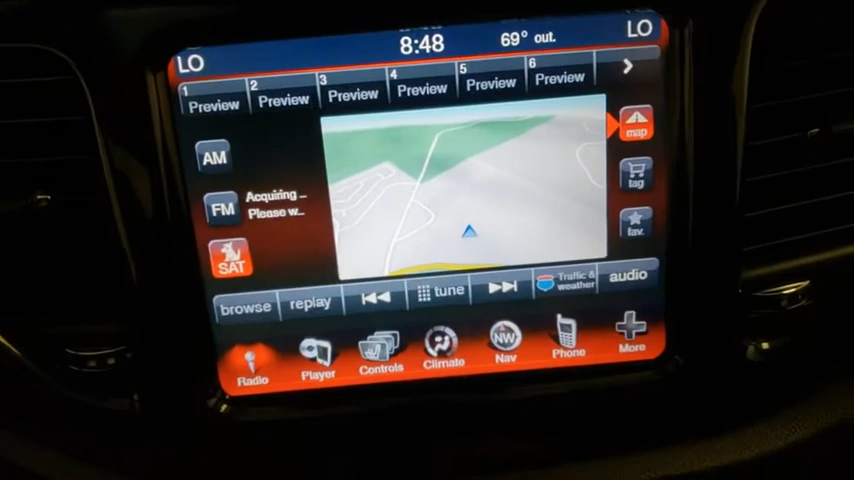 LO 8:48 69° out. LO
1 Preview 2 Preview 3 Preview 4 Preview 5 Preview 6 Preview
AM
map
FM
Acquiring ...
Please w...
tag
SAT
fav.
browse replay tune Traffic & weather audio
Radio Player Controls Climate NW Nav Phone More